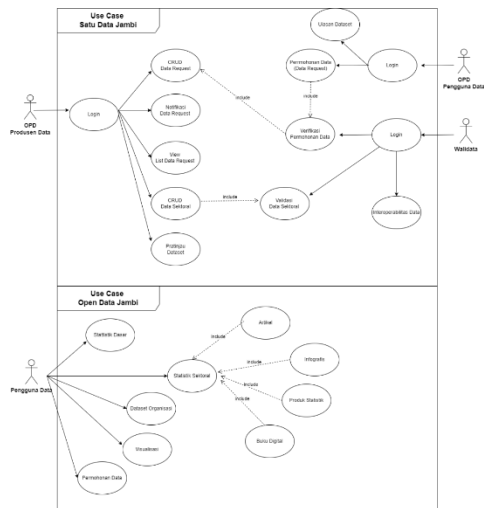 Use Case
Satu Data Jambi
Ulasan Dataset
CRUD
Data Request
Permohonan Data
(Data Request)
Login
OPD
Pengguna Data
include
include
Notifikasi
Data Request
OPD
Produsen Data
Login
Verifikasi
Permohonan Data
Login
Walidata
View
List Data Request
CRUD
Data Sektoral
include
Validasi
Data Sektoral
Interoperabilitas Data
Dataset
Use Case
Open Data Jambi
Artikel
Statistik Dasar
include
Infografis
include
Pengguna Data
Statistik Sektoral
include
Produk Statistik
include
Dataset Organisasi
Buku Digital
Visualisasi
Permohonan Data